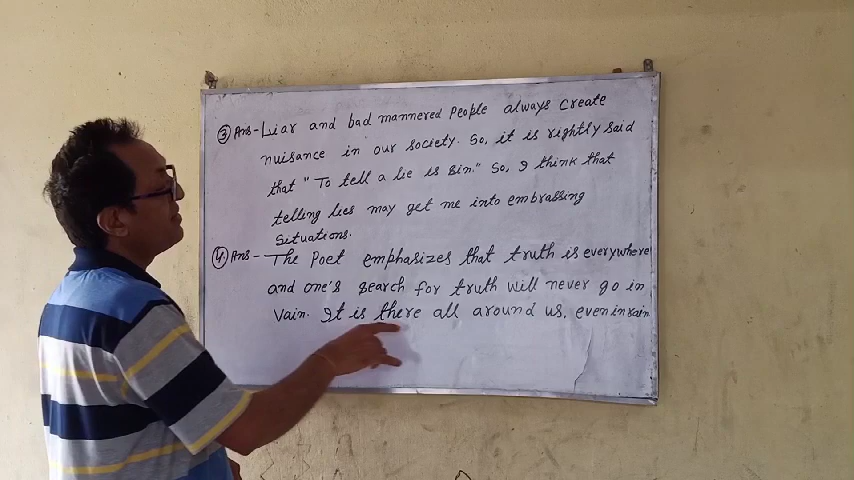 ③ Ans - Liar and bad mannered People always create
nuisance in our society. So, it is rightly said
that "To tell a lie is sin." So, I think that
telling lies may get me into embrassing
Situations.
④ Ans - The Poet emphasizes that truth is everywhere
and one's search for truth will never go in
Vain. It is there all around us, even in rain